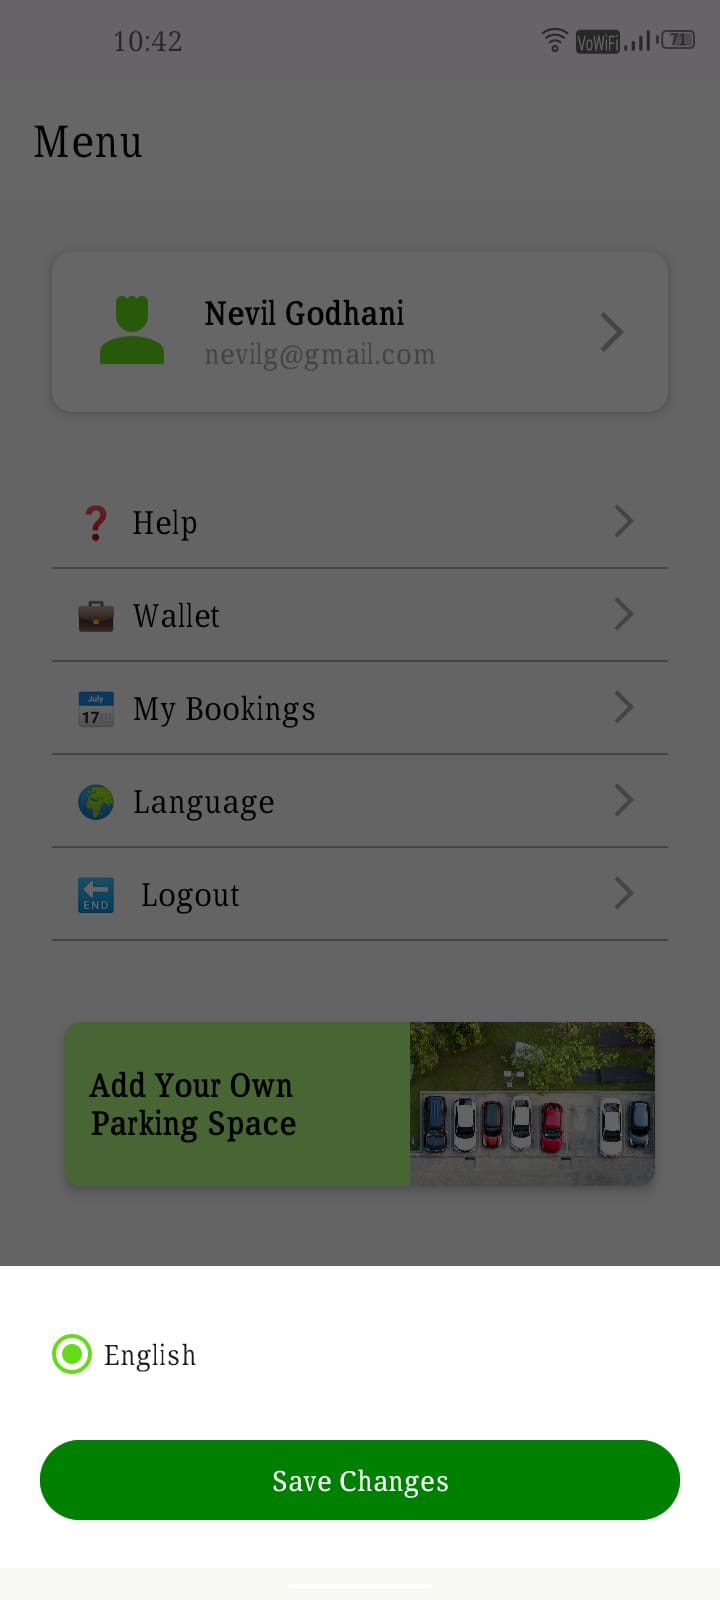 10:42
VoWiFi
71
Menu
Nevil Godhani
nevilg@gmail.com
Help
Wallet
July
17
My Bookings
Language
END
Logout
Add Your Own
Parking Space
English
Save Changes